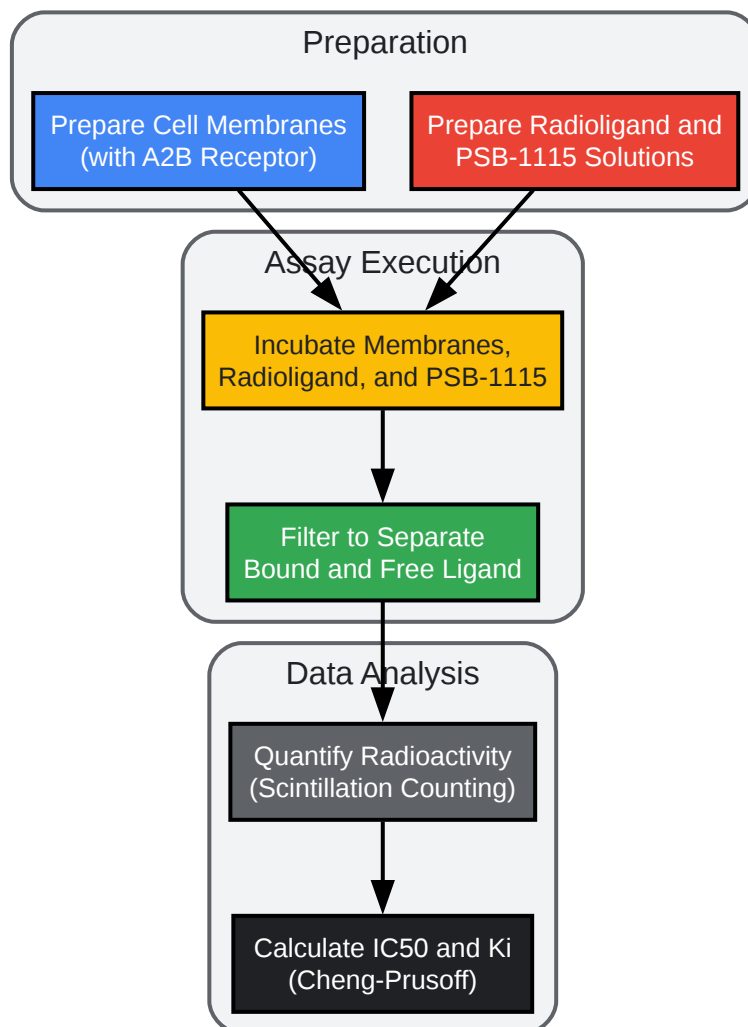 Preparation
Prepare Cell Membranes
(with A2B Receptor)
Prepare Radioligand and
PSB-1115 Solutions
Assay Execution
Incubate Membranes,
Radioligand, and PSB-1115
Filter to Separate
Bound and Free Ligand
Data Analysis
Quantify Radioactivity
(Scintillation Counting)
Calculate IC50 and Ki
(Cheng-Prusoff)